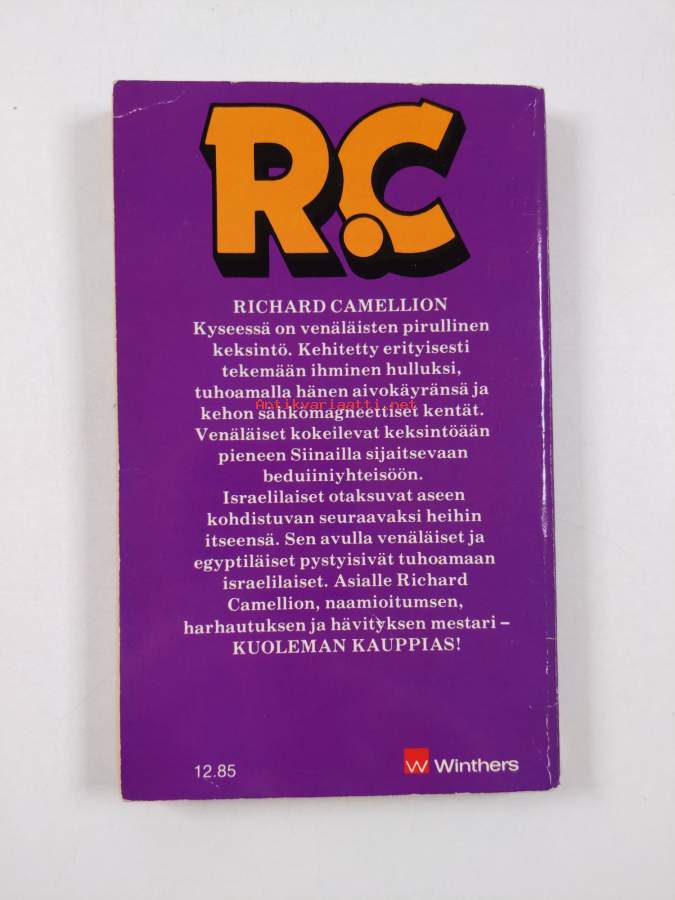 R.C
RICHARD CAMELLION
Kyseessä on venäläisten pirullinen
keksintö. Kehitetty erityisesti
tekemään ihminen hulluksi,
tuhoamalla hänen aivokäyränsä ja
Antikvariaatti.net
kehon sähkömagneettiset kentät.
Venäläiset kokeilevat keksintöään
pieneen Siinailla sijaitsevaan
beduiiniyhteisöön.
Israelilaiset otaksuvat aseen
kohdistuvan seuraavaksi heihin
itseensä. Sen avulla venäläiset ja
egyptiläiset pystyisivät tuhoamaan
israelilaiset. Asialle Richard
Camellion, naamioitumsen,
harhautuksen ja hävityksen mestari –
KUOLEMAN KAUPPIAS!
12.85
W Winthers